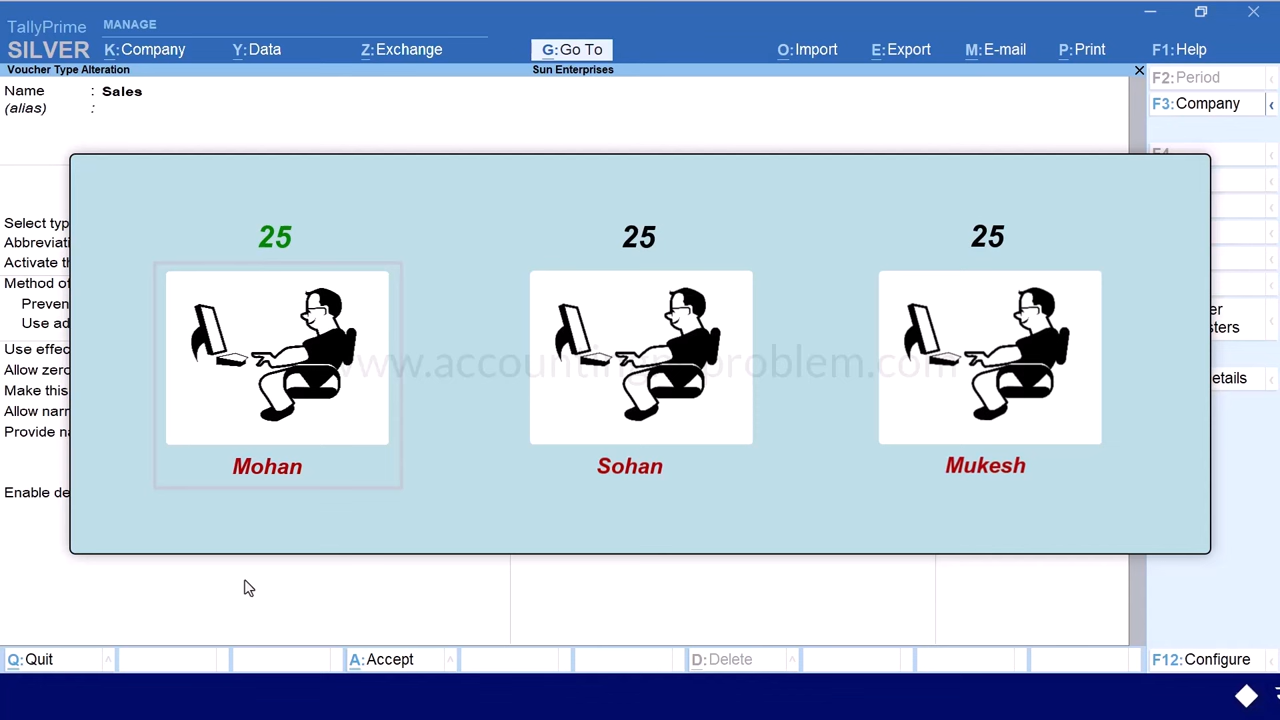 TallyPrime
MANAGE
SILVER
K:Company
Y:Data
Z:Exchange
G:Go To
O:Import
E:Export
M:E-mail
P:Print
F1:Help
Voucher Type Alteration
Sun Enterprises
F2:Period
Name : Sales
F3:Company
(alias) :
Select typ
Abbreviati
Activate th
Method of
Preven
Use ad
Use effec
Allow zero
Make this
Allow narr
Provide na
Enable de
25
25
25
Mohan
Sohan
Mukesh
er
sters
etails
Q:Quit
A:Accept
D:Delete
F12:Configure